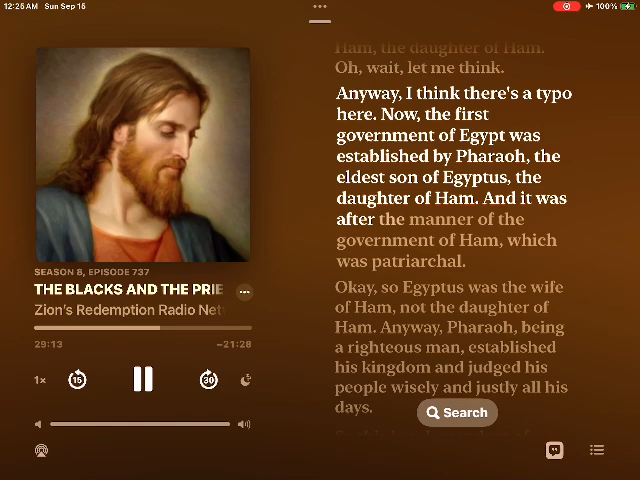 12:25 AM Sun Sep 15
100%
Ham, the daughter of Ham.
Oh, wait, let me think.
Anyway, I think there's a typo
here. Now, the first
government of Egypt was
established by Pharaoh, the
eldest son of Egyptus, the
daughter of Ham. And it was
after the manner of the
government of Ham, which
was patriarchal.
Okay, so Egyptus was the wife
of Ham, not the daughter of
Ham. Anyway, Pharaoh, being
a righteous man, established
his kingdom and judged his
people wisely and justly all his
days.
Search
SEASON 8, EPISODE 737
THE BLACKS AND THE PRIE
Zion's Redemption Radio Net
29:13
-21:28
1×
15
30